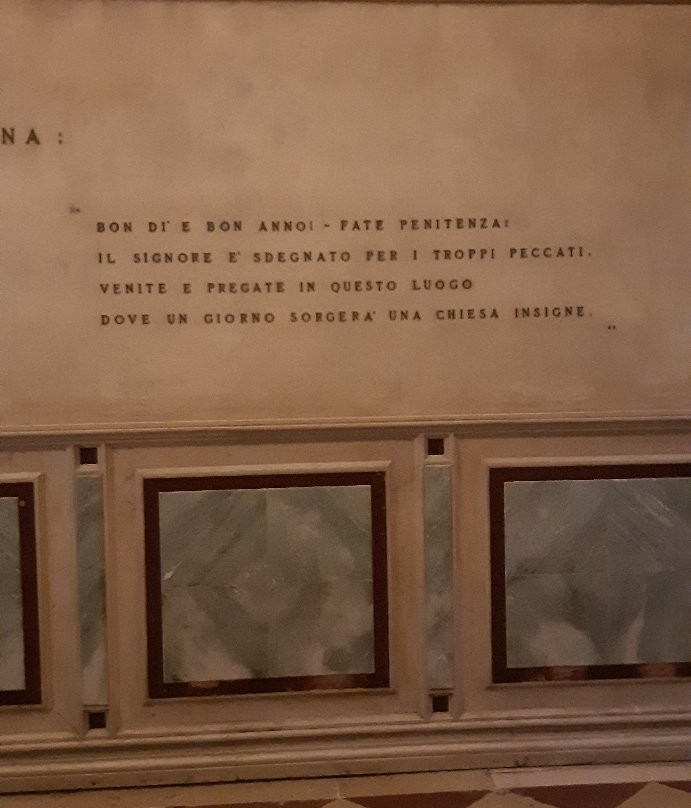 NA:
"
BON DI' E BON ANNO! - FATE PENITENZA:
IL SIGNORE E' SDEGNATO PER I TROPPI PECCATI.
VENITE E PREGATE IN QUESTO LUOGO
DOVE UN GIORNO SORGERA' UNA CHIESA INSIGNE.
"